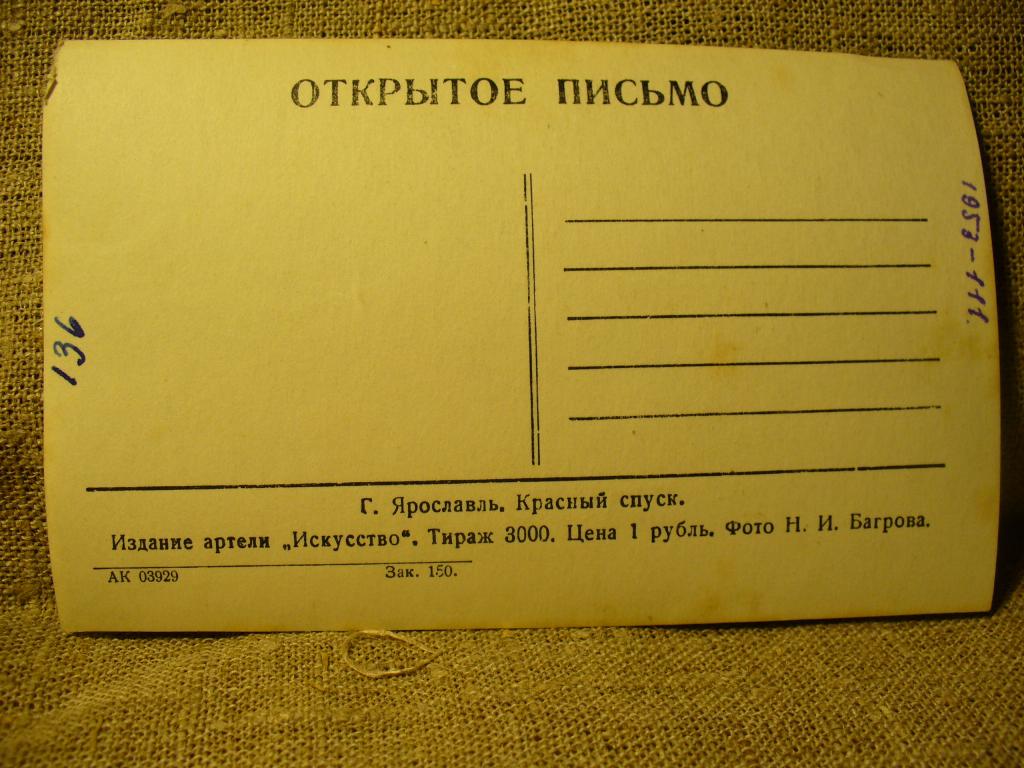 ОТКРЫТОЕ ПИСЬМО
136
1953-111.
Г. Ярославль. Красный спуск.
Издание артели „Искусство“. Тираж 3000. Цена 1 рубль. Фото Н. И. Багрова.
АК 03929 Зак. 150.